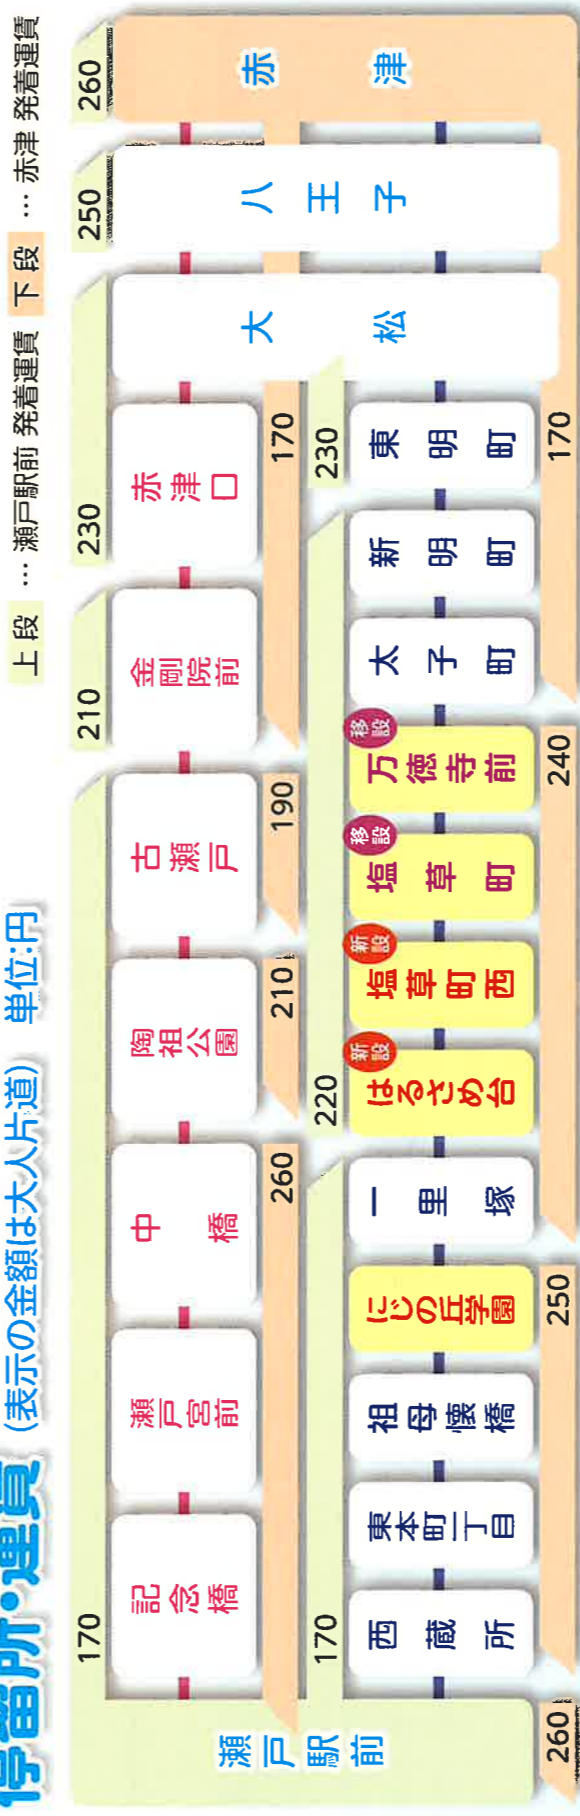 停留所・運賃 (表示の金額は大人片道) 単位:円
上段 … 瀬戸駅前 発着運賃 下段 … 赤津 発着運賃
170 210 230 250 260
瀬戸駅前
記念橋
瀬戸宮前
中橋
陶祖公園
古瀬戸
金剛院前
赤津口
大松
八王子
赤津
260 210 190 170
170 220 230
西蔵所
東本町一丁目
祖母懐橋
にじの丘学園
一里塚
新設
はるさめ台
新設
塩草町西
移設
塩草町
移設
万徳寺前
太子町
新明町
東明町
260 250 240 170